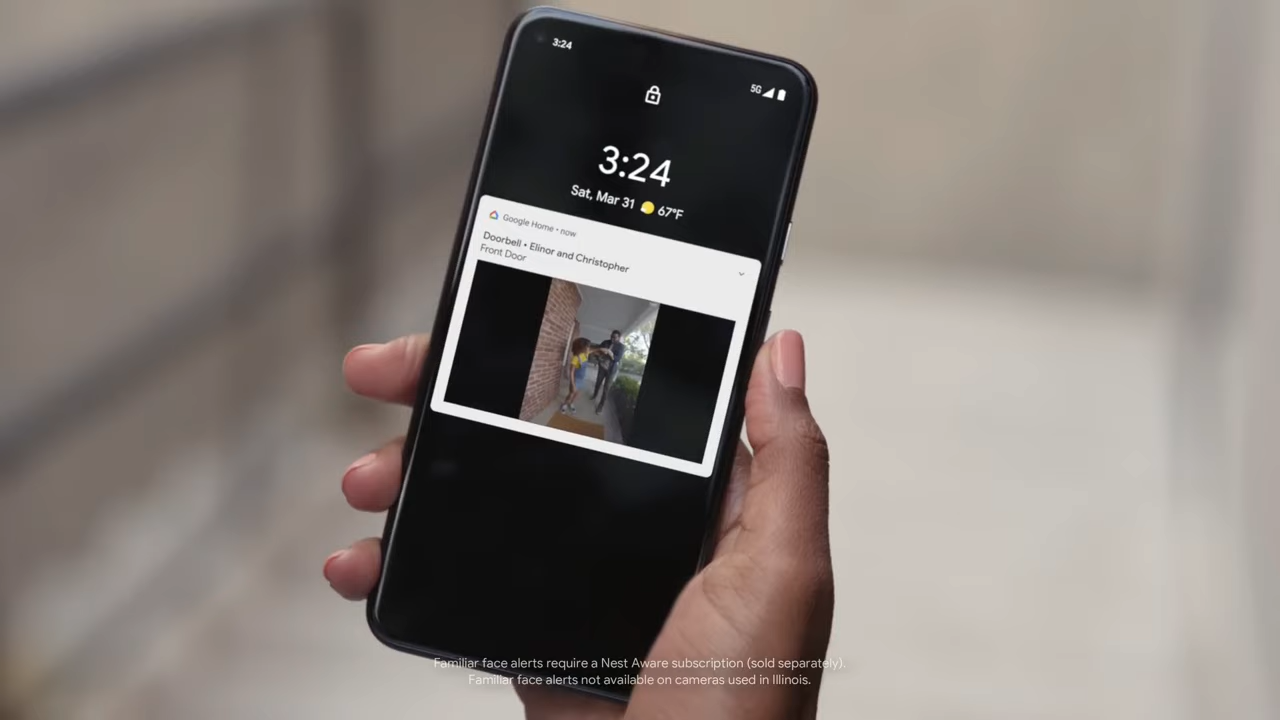 3:24
5G
3:24
Sat, Mar 31 67°F
Google Home • now
Doorbell • Elinor and Christopher
Front Door
Familiar face alerts require a Nest Aware subscription (sold separately).
Familiar face alerts not available on cameras used in Illinois.